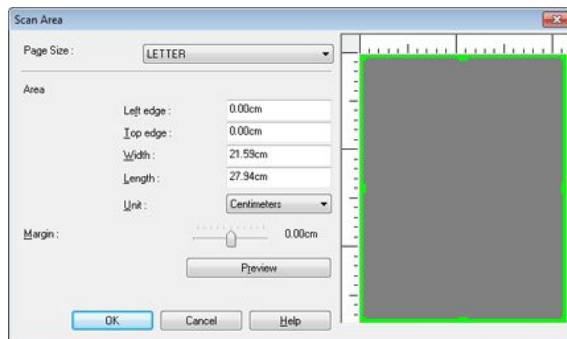 Scan Area
Page Size :
LETTER
Area
Left edge :
0.00cm
Top edge :
0.00cm
Width :
21.59cm
Length :
27.94cm
Unit :
Centimeters
Margin :
0.00cm
Preview
OK
Cancel
Help